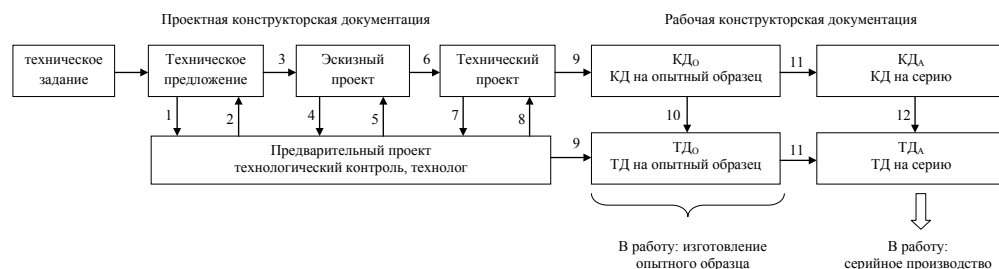 Проектная конструкторская документация
Рабочая конструкторская документация
техническое
задание
Техническое
предложение
3
Эскизный
проект
6
Технический
проект
9
КДО
КД на опытный образец
11
КДА
КД на серию
1
2
4
5
7
8
10
12
Предварительный проект
технологический контроль, технолог
9
ТДО
ТД на опытный образец
11
ТДА
ТД на серию
В работу: изготовление
опытного образца
В работу:
серийное производство